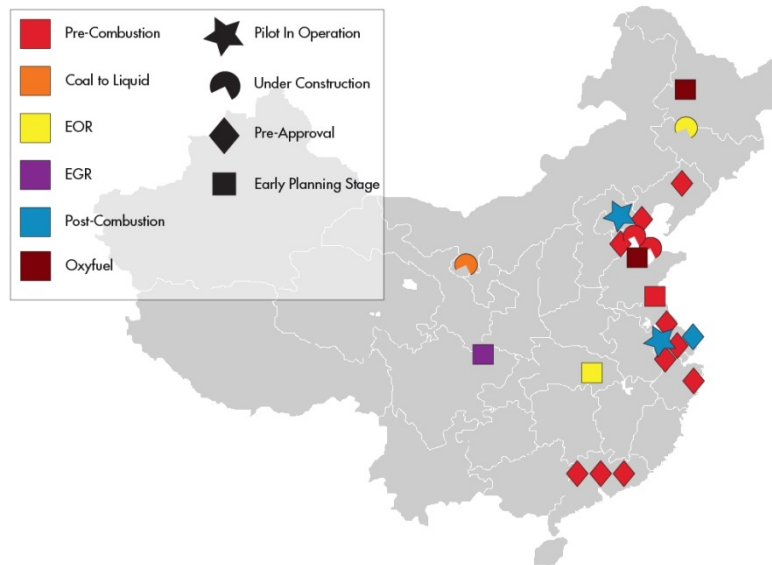 Pre-Combustion
Coal to Liquid
EOR
EGR
Post-Combustion
Oxyfuel
Pilot In Operation
Under Construction
Pre-Approval
Early Planning Stage